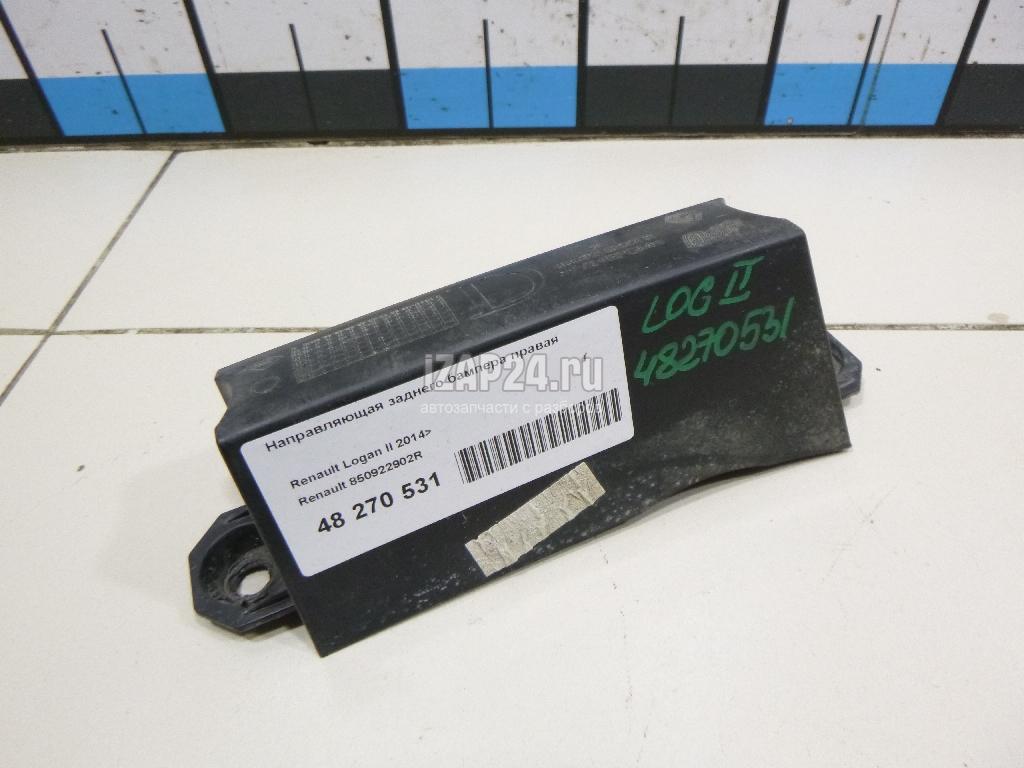 LOG II
48270531
iZAP24.ru
автозапчасти с разборов
Направляющая заднего бампера правая
Renault Logan II 2014>
Renault 850922902R
48 270 531